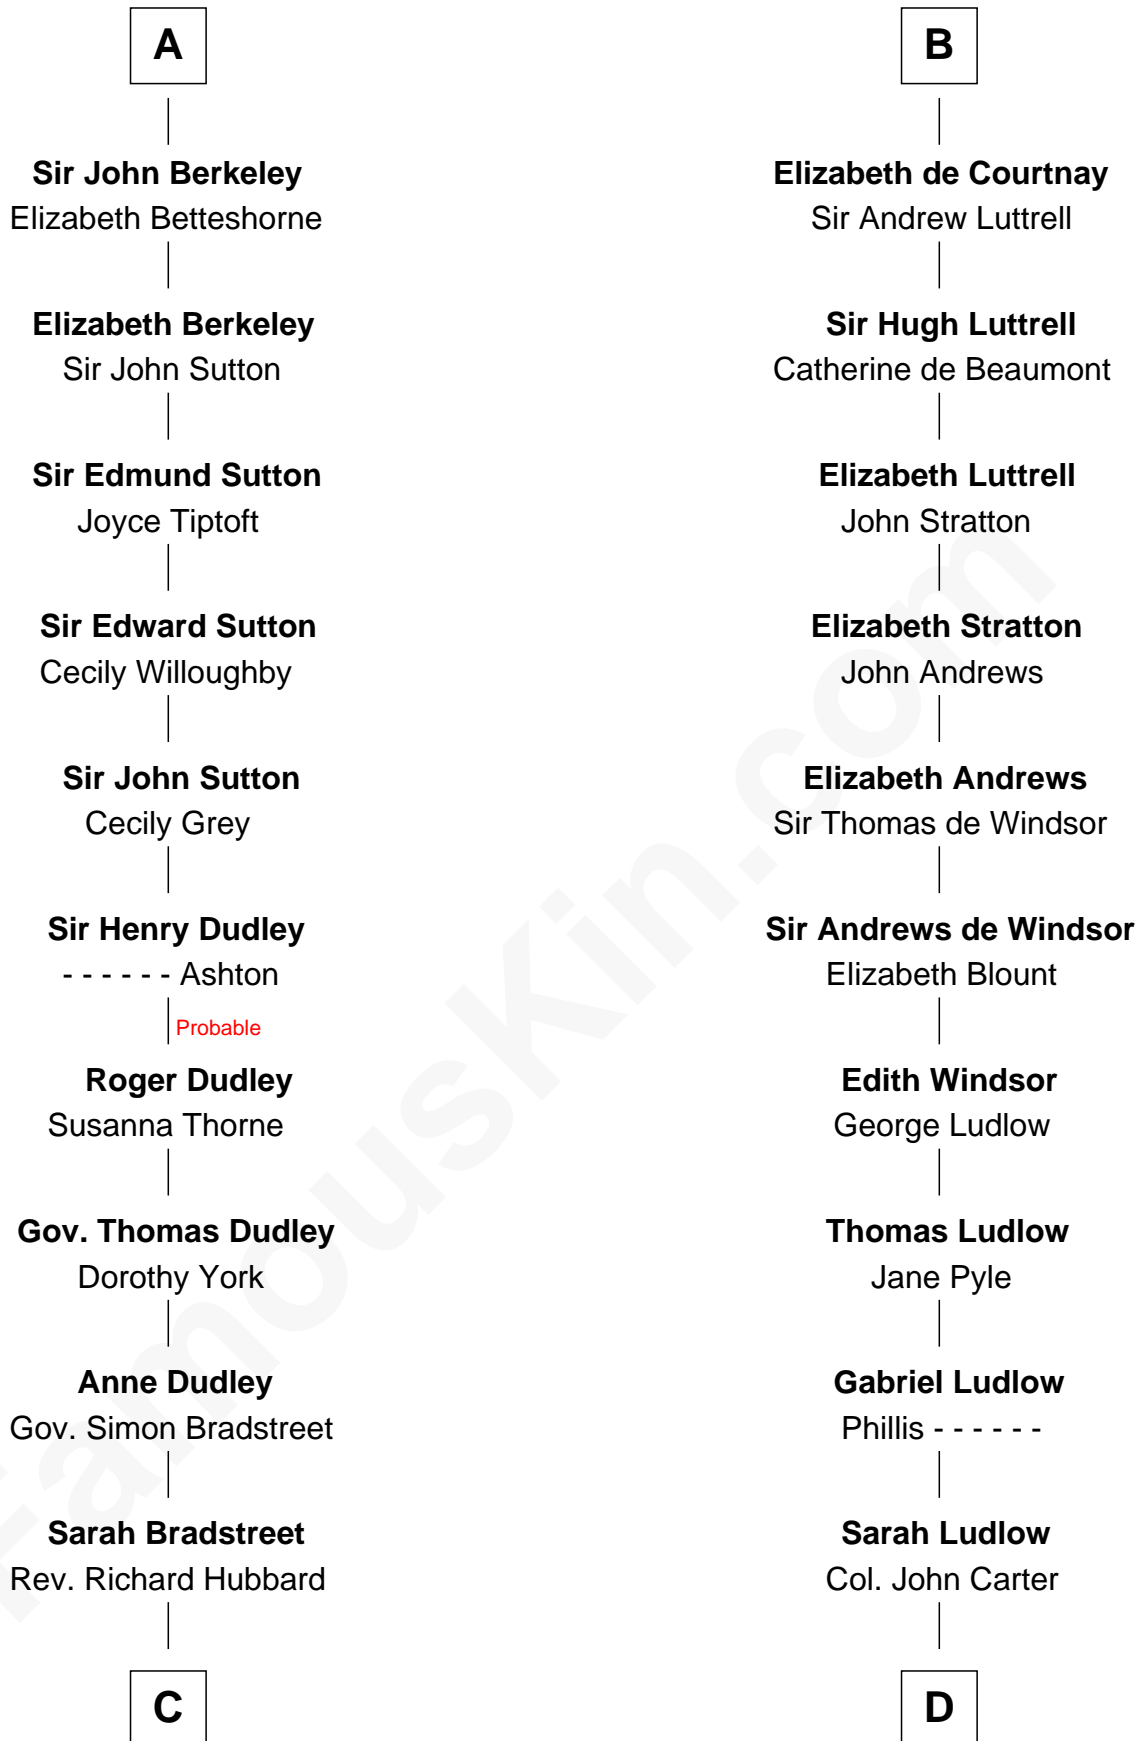 A
Sir John Berkeley
Elizabeth Betteshorne
Elizabeth Berkeley
Sir John Sutton
Sir Edmund Sutton
Joyce Tiptoft
Sir Edward Sutton
Cecily Willoughby
Sir John Sutton
Cecily Grey
Sir Henry Dudley
- - - - - - Ashton
Probable
Roger Dudley
Susanna Thorne
Gov. Thomas Dudley
Dorothy York
Anne Dudley
Gov. Simon Bradstreet
Sarah Bradstreet
Rev. Richard Hubbard
C
B
Elizabeth de Courtnay
Sir Andrew Luttrell
Sir Hugh Luttrell
Catherine de Beaumont
Elizabeth Luttrell
John Stratton
Elizabeth Stratton
John Andrews
Elizabeth Andrews
Sir Thomas de Windsor
Sir Andrews de Windsor
Elizabeth Blount
Edith Windsor
George Ludlow
Thomas Ludlow
Jane Pyle
Gabriel Ludlow
Phillis - - - - - -
Sarah Ludlow
Col. John Carter
D
FamousKin.com